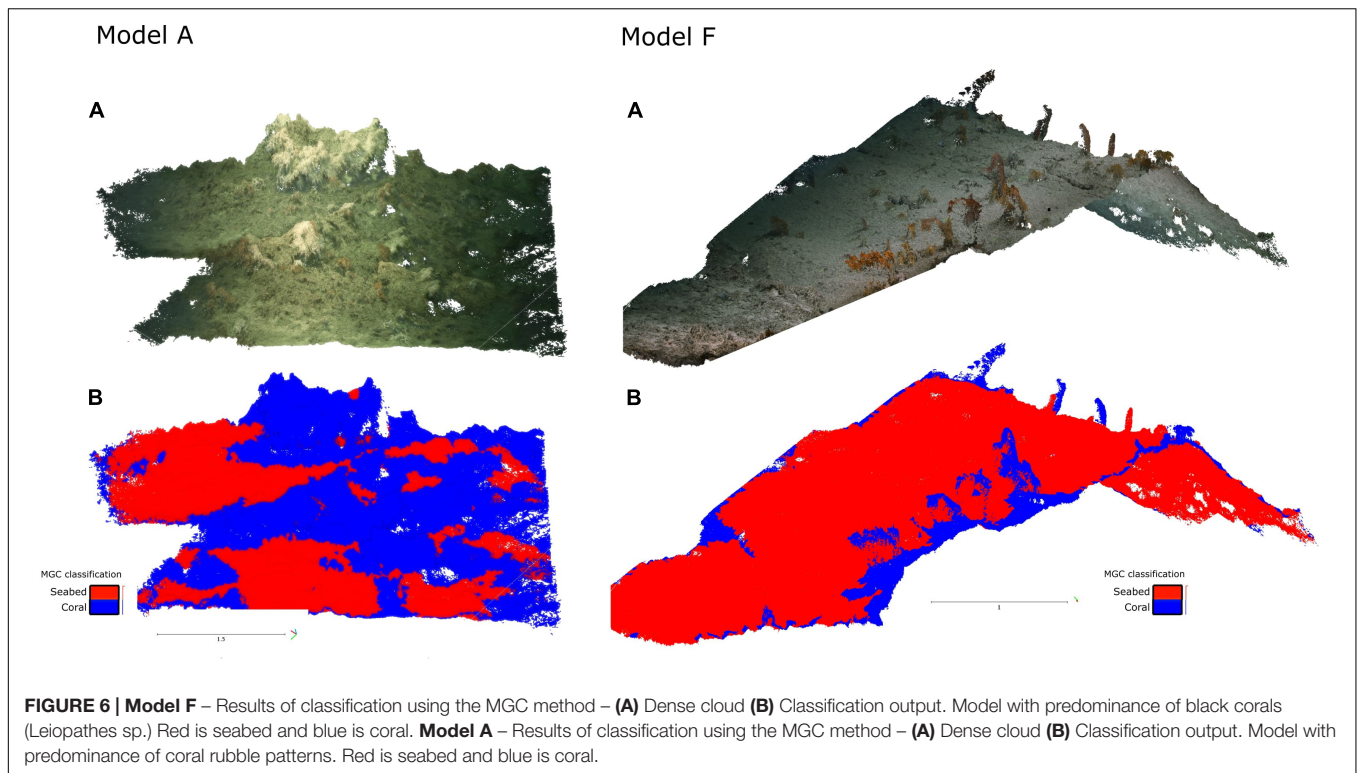 Model A
Model F
A
A
B
B
MGC classification
Seabed
Coral
1.5
1
MGC classification
Seabed
Coral
FIGURE 6 | Model F – Results of classification using the MGC method – (A) Dense cloud (B) Classification output. Model with predominance of black corals
(Leiopathes sp.) Red is seabed and blue is coral. Model A – Results of classification using the MGC method – (A) Dense cloud (B) Classification output. Model with
predominance of coral rubble patterns. Red is seabed and blue is coral.